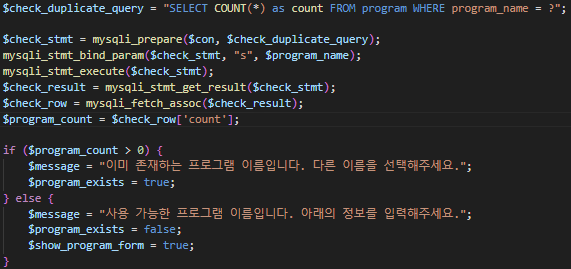 $check_duplicate_query = "SELECT COUNT(*) as count FROM program WHERE program_name = ?";
$check_stmt = mysqli_prepare($con, $check_duplicate_query);
mysqli_stmt_bind_param($check_stmt, "s", $program_name);
mysqli_stmt_execute($check_stmt);
$check_result = mysqli_stmt_get_result($check_stmt);
$check_row = mysqli_fetch_assoc($check_result);
$program_count = $check_row['count'];
if ($program_count > 0) {
    $message = "이미 존재하는 프로그램 이름입니다. 다른 이름을 선택해주세요.";
    $program_exists = true;
} else {
    $message = "사용 가능한 프로그램 이름입니다. 아래의 정보를 입력해주세요.";
    $program_exists = false;
    $show_program_form = true;
}